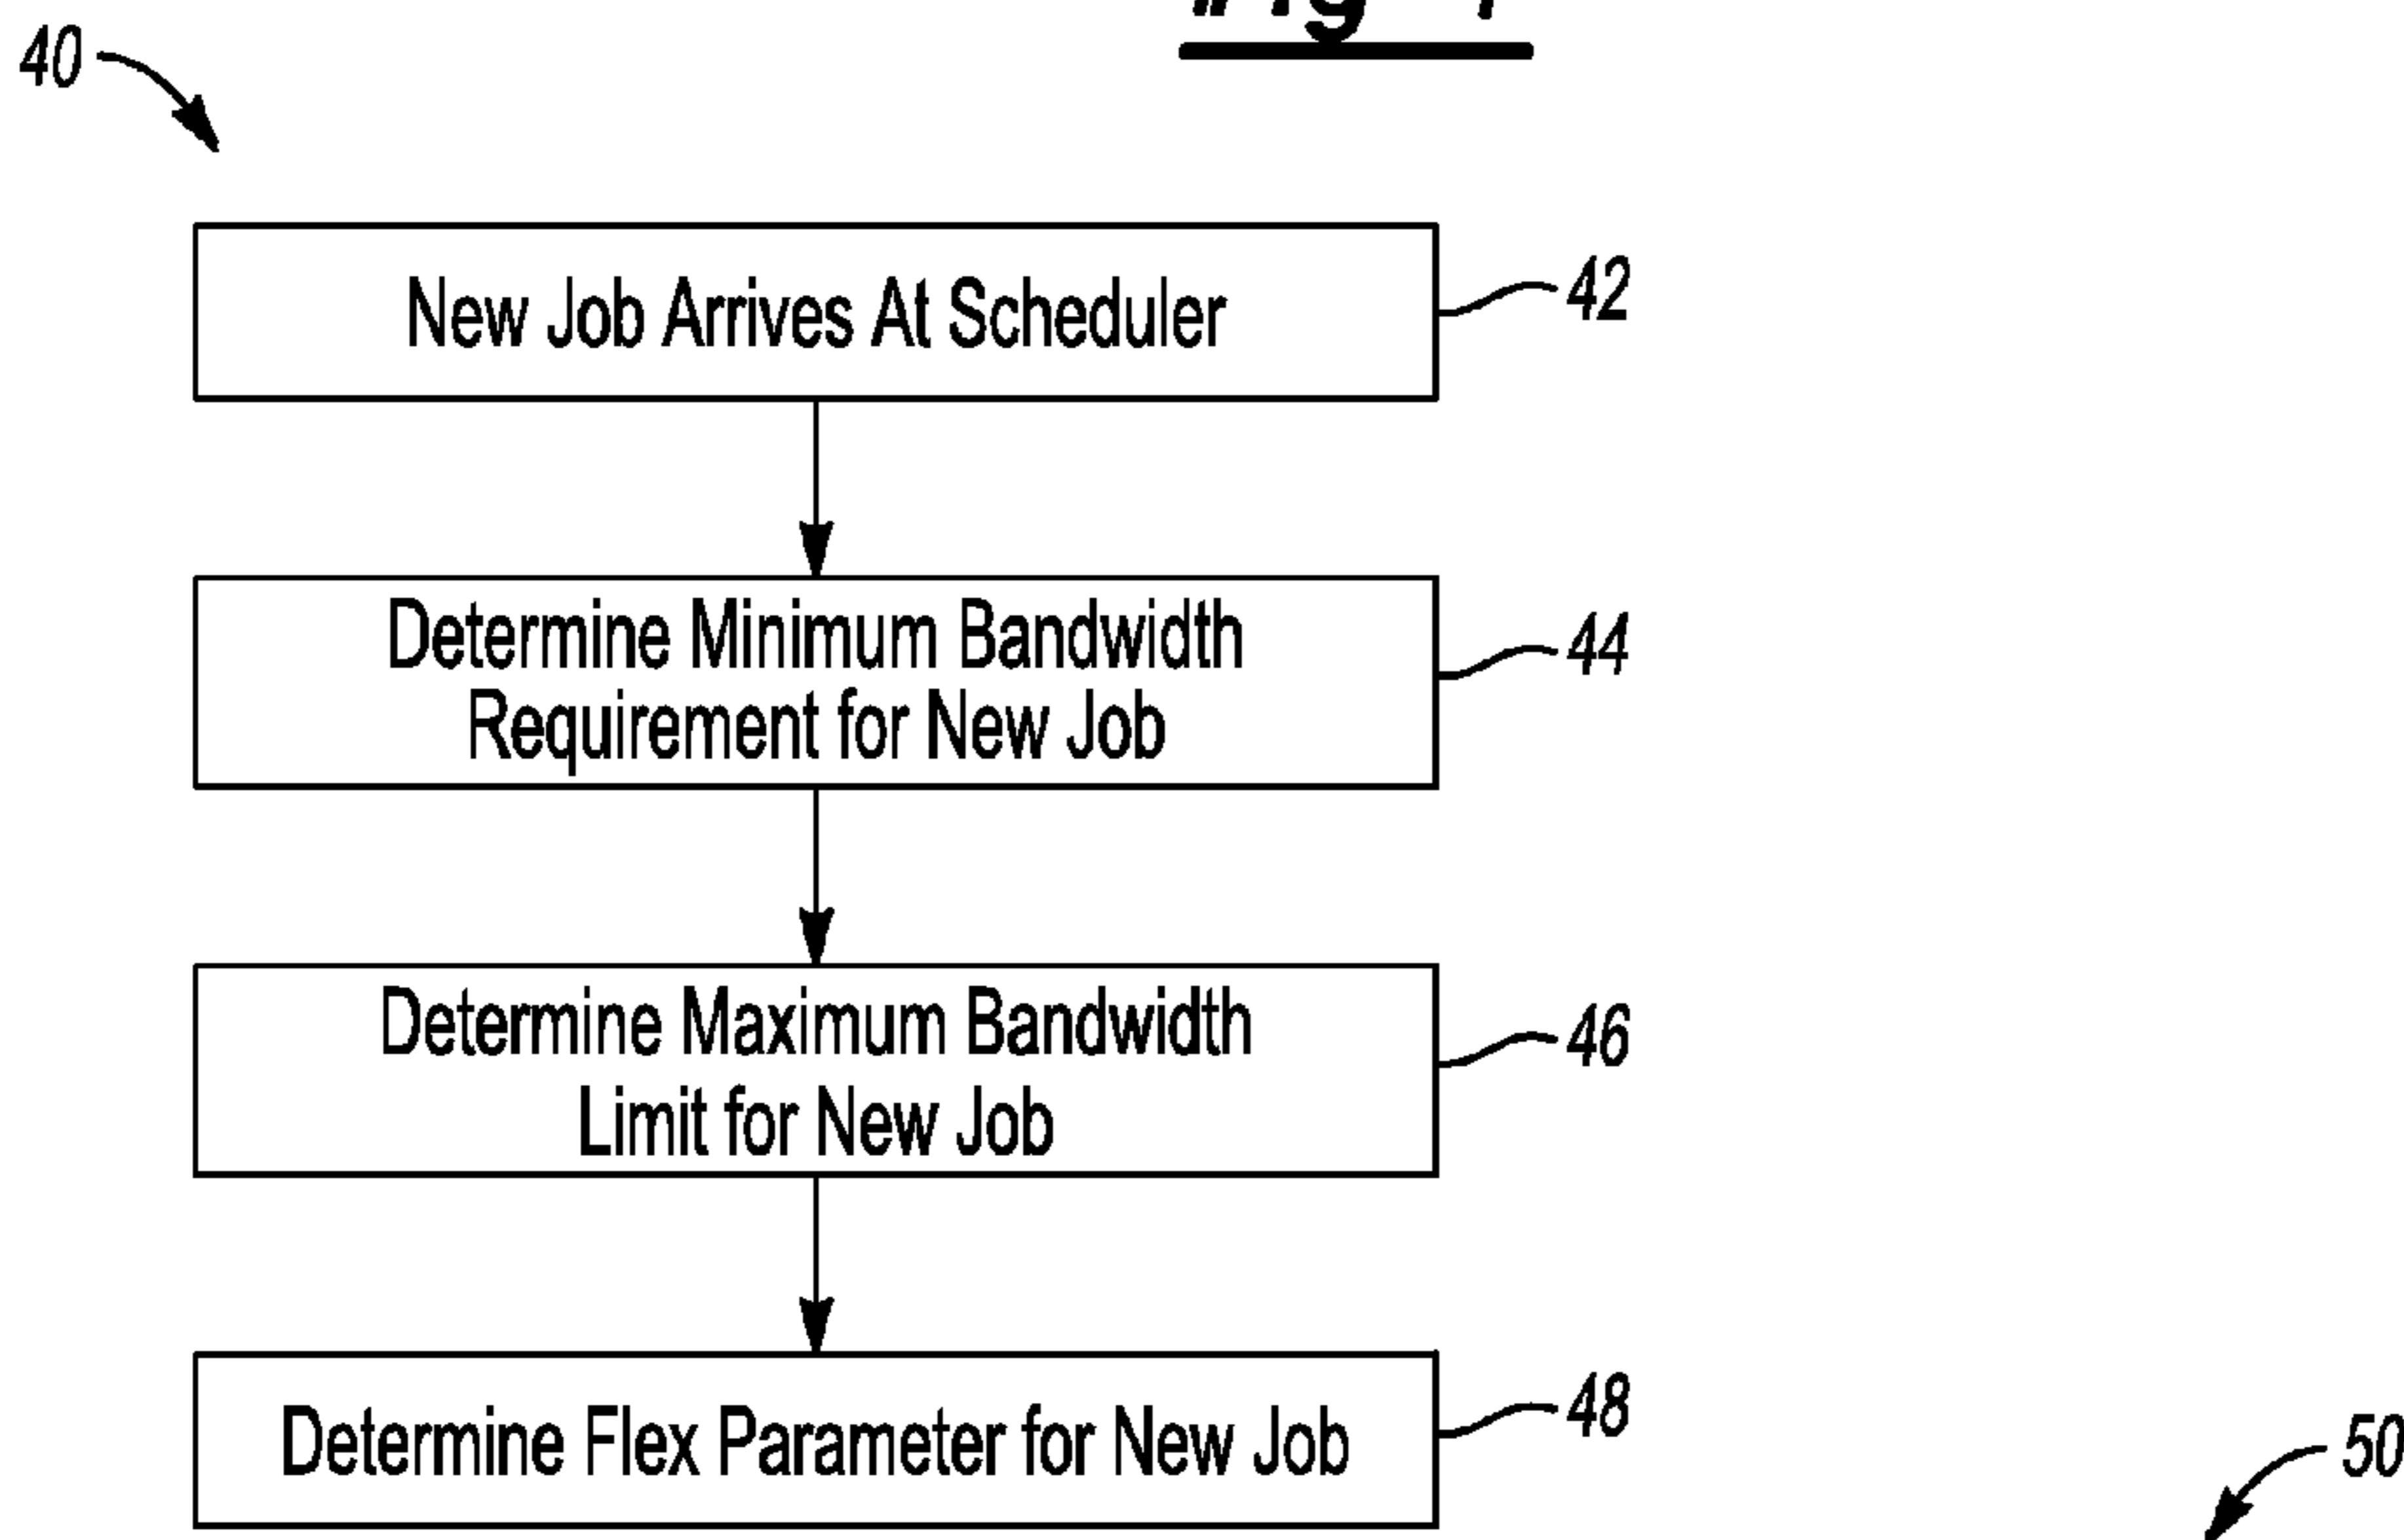 40
New Job Arrives At Scheduler
42
Determine Minimum Bandwidth
Requirement for New Job
44
Determine Maximum Bandwidth
Limit for New Job
46
Determine Flex Parameter for New Job
48
50